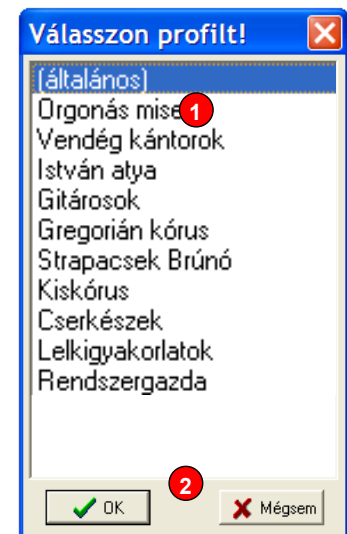 Válasszon profilt!
(általános)
Orgonás mise
1
Vendég kántorok
István atya
Gitárosok
Gregorián kórus
Strapacsek Brúnó
Kiskórus
Cserkészek
Lelkigyakorlatok
Rendszergazda
2
OK
Mégsem